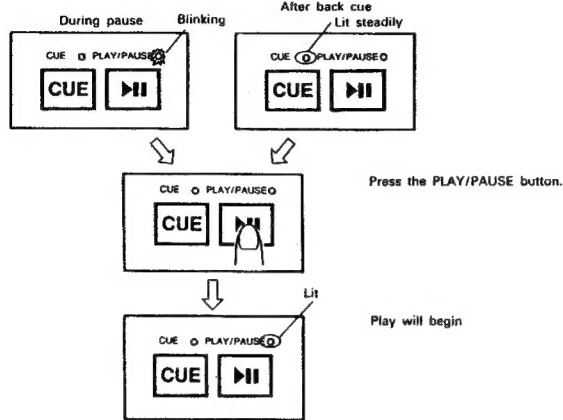 During pause
Blinking
CUE PLAY/PAUSE
CUE
After back cue
Lit steadily
CUE PLAY/PAUSE
CUE
CUE PLAY/PAUSE
CUE
Press the PLAY/PAUSE button.
Lit
CUE PLAY/PAUSE
CUE
Play will begin